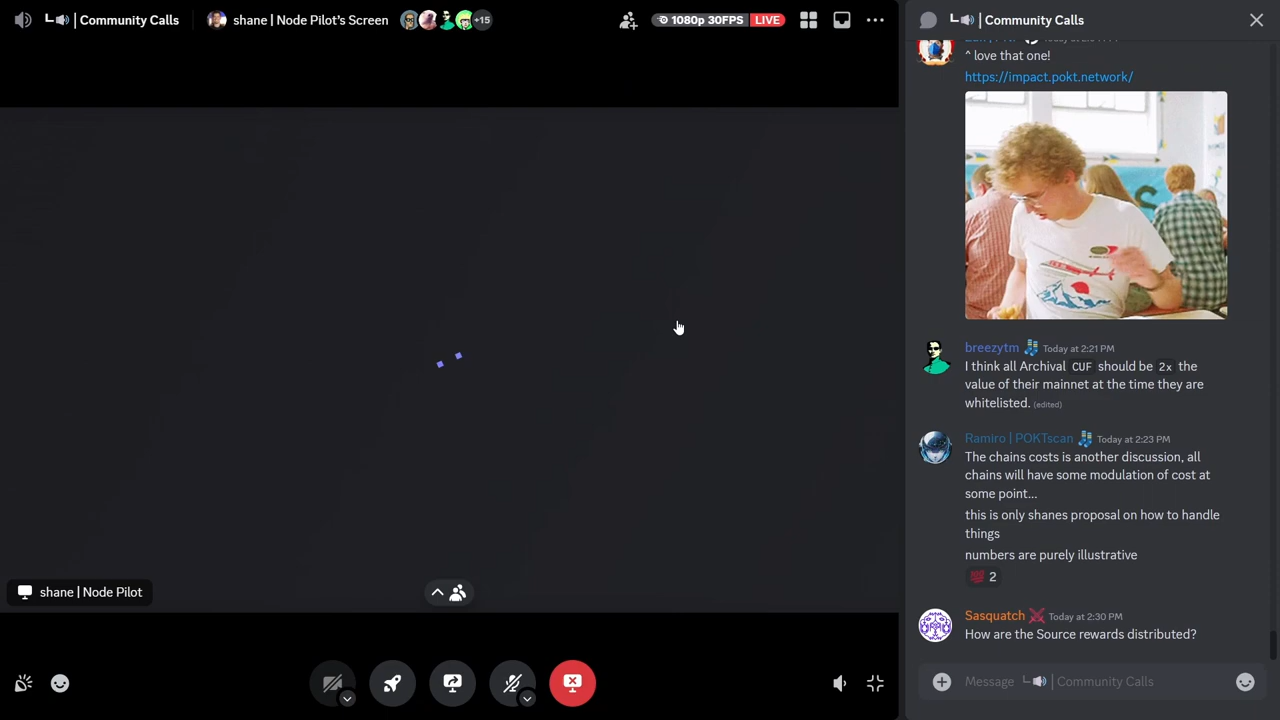 Community Calls
shane | Node Pilot's Screen
+15
1080p 30FPS LIVE
Community Calls
^ love that one!
https://impact.pokt.network/
breezytm Today at 2:21 PM
I think all Archival CUF should be 2x the
value of their mainnet at the time they are
whitelisted. (edited)
Ramiro | POKTscan Today at 2:23 PM
The chains costs is another discussion, all
chains will have some modulation of cost at
some point...
this is only shanes proposal on how to handle
things
numbers are purely illustrative
2
Sasquatch Today at 2:30 PM
How are the Source rewards distributed?
shane | Node Pilot
Message Community Calls